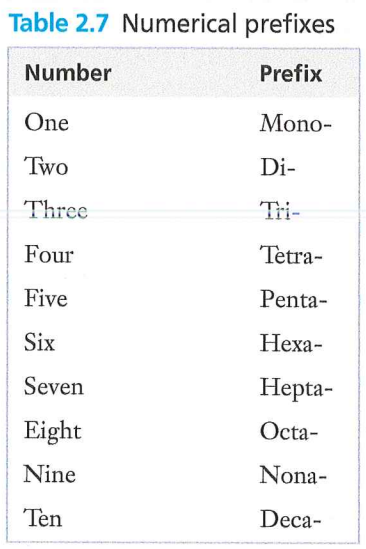 Table 2.7 Numerical prefixes
Number Prefix
One Mono-
Two Di-
Three Tri-
Four Tetra-
Five Penta-
Six Hexa-
Seven Hepta-
Eight Octa-
Nine Nona-
Ten Deca-